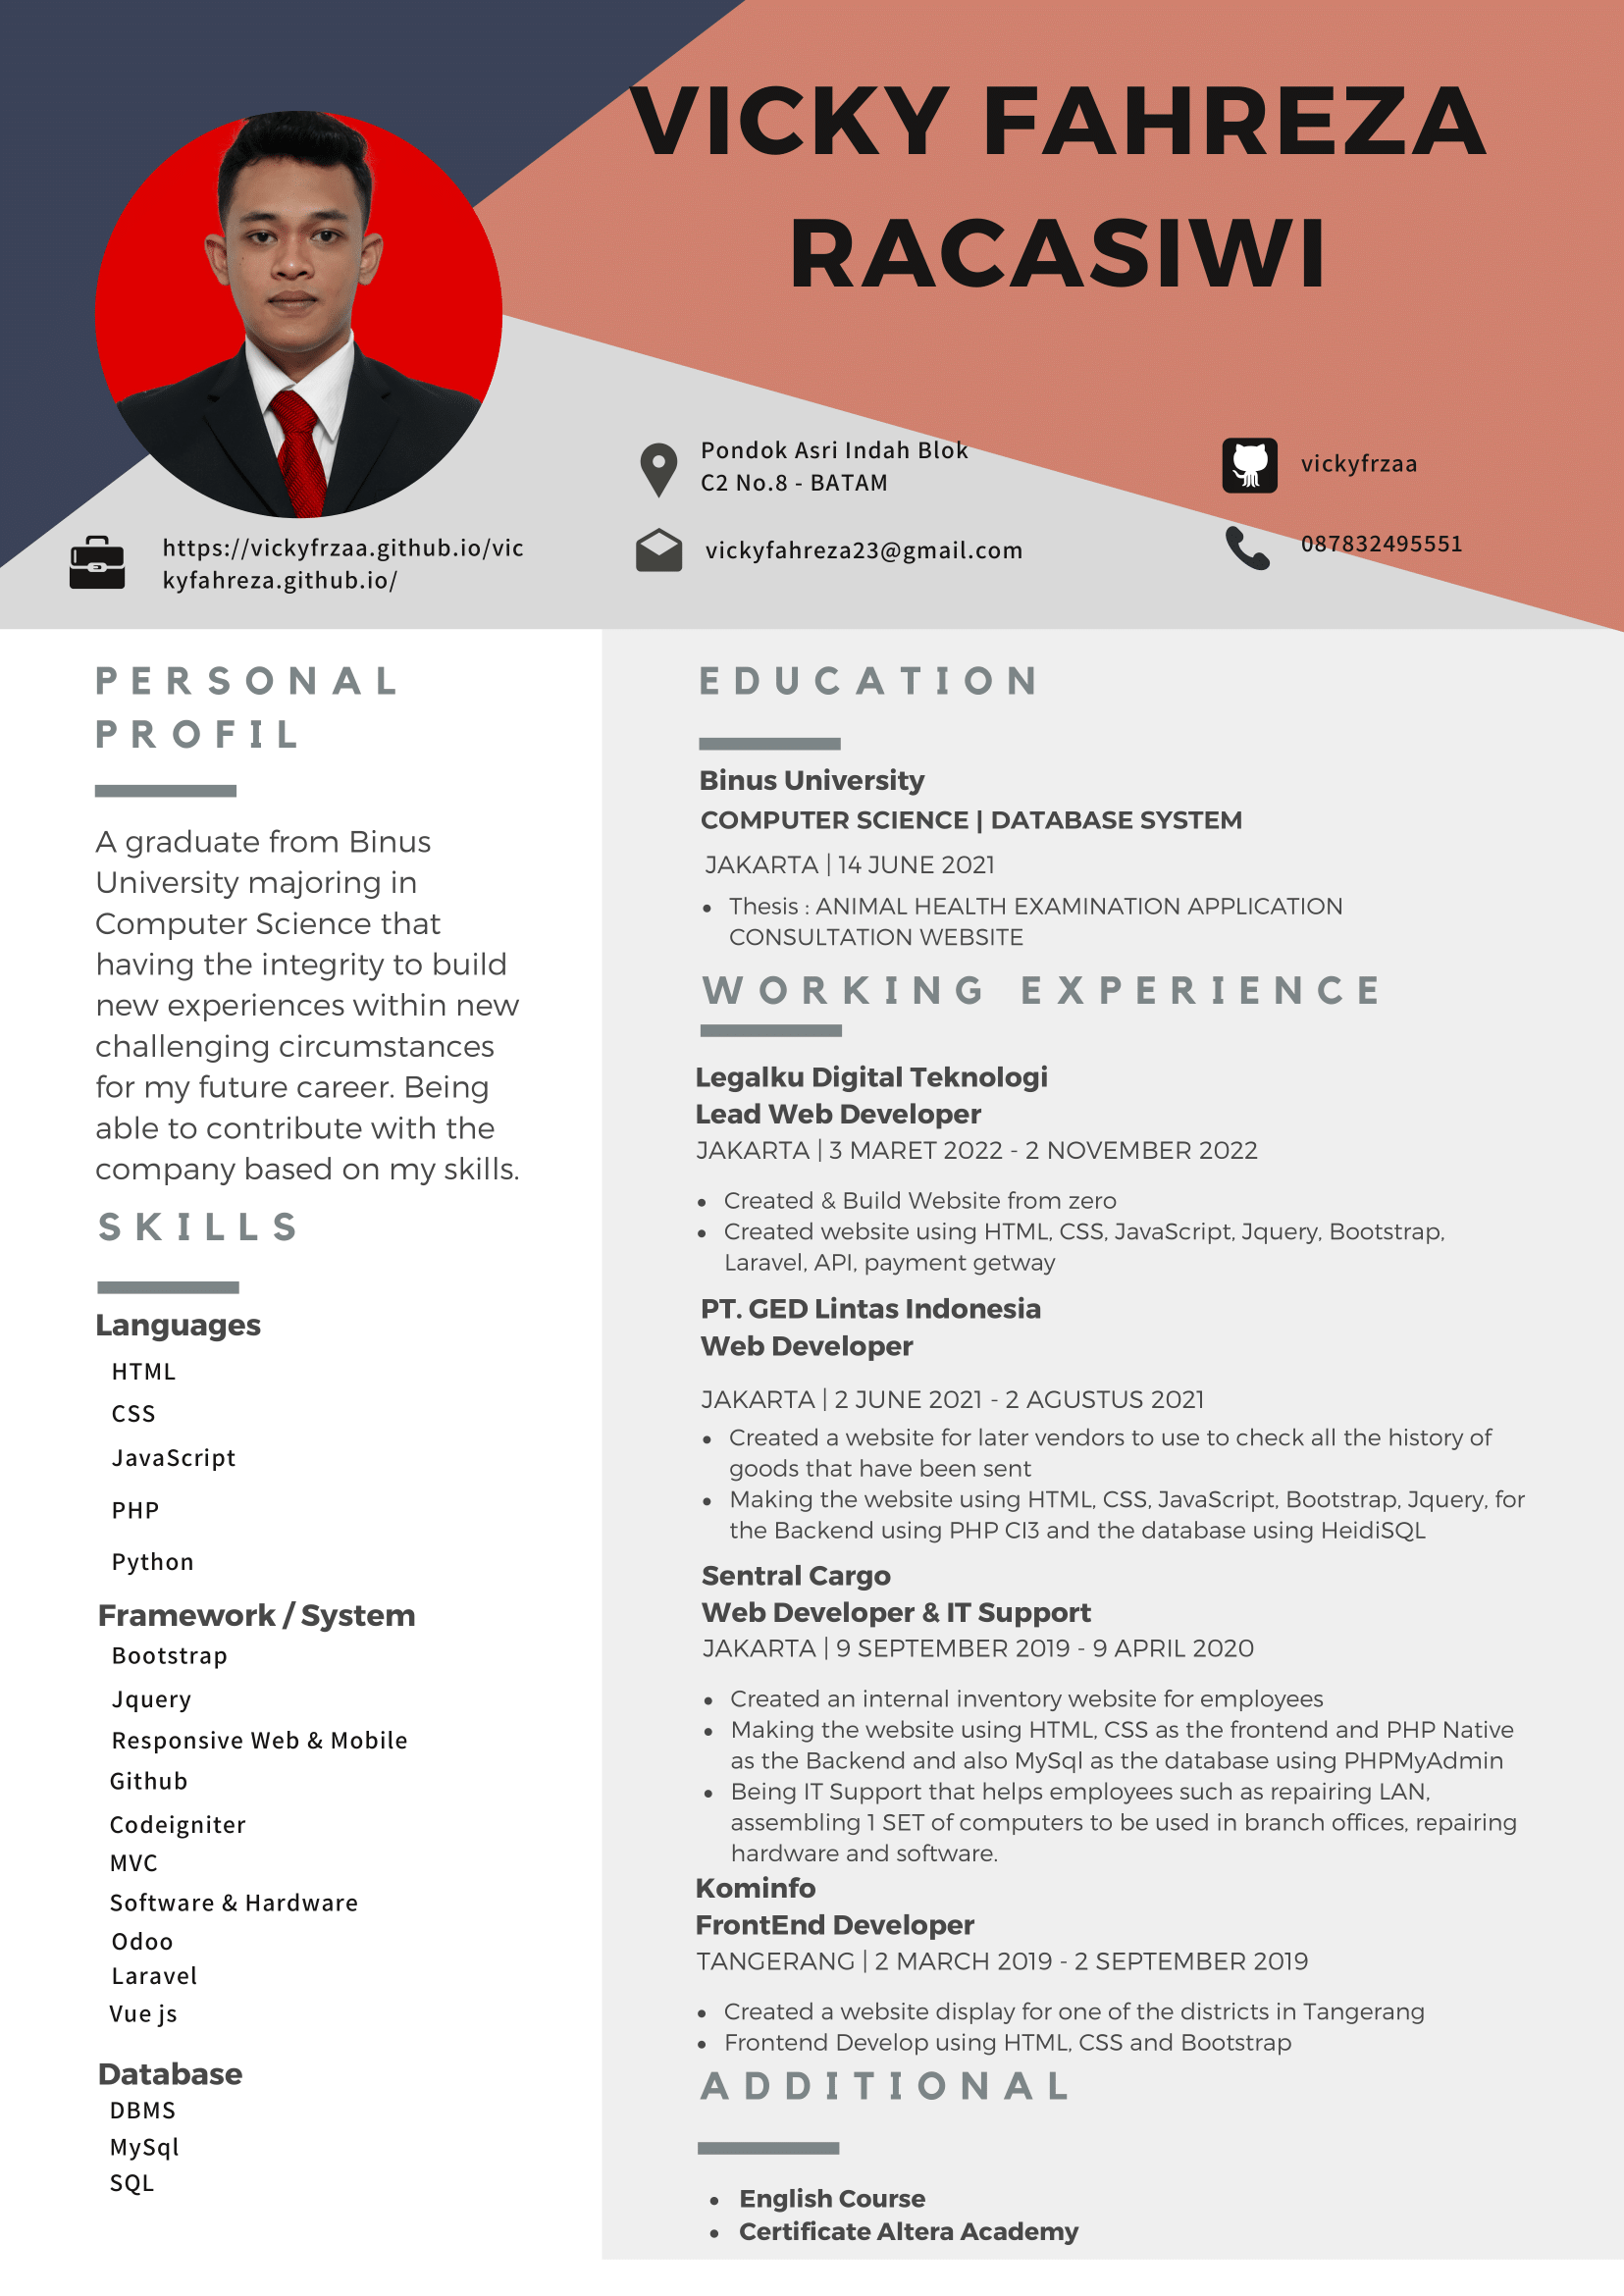 VICKY FAHREZA
RACASIWI
Pondok Asri Indah Blok
C2 No.8 - BATAM
vickyfrzaa
https://vickyfrzaa.github.io/vic
kyfahreza.github.io/
vickyfahreza23@gmail.com
087832495551
PERSONAL
PROFIL
A graduate from Binus
University majoring in
Computer Science that
having the integrity to build
new experiences within new
challenging circumstances
for my future career. Being
able to contribute with the
company based on my skills.
SKILLS
Languages
HTML
CSS
JavaScript
PHP
Python
Framework / System
Bootstrap
Jquery
Responsive Web & Mobile
Github
Codeigniter
MVC
Software & Hardware
Odoo
Laravel
Vue js
Database
DBMS
MySql
SQL
EDUCATION
Binus University
COMPUTER SCIENCE | DATABASE SYSTEM
JAKARTA | 14 JUNE 2021
• Thesis : ANIMAL HEALTH EXAMINATION APPLICATION
CONSULTATION WEBSITE
WORKING EXPERIENCE
Legalku Digital Teknologi
Lead Web Developer
JAKARTA | 3 MARET 2022 - 2 NOVEMBER 2022
• Created & Build Website from zero
• Created website using HTML, CSS, JavaScript, Jquery, Bootstrap,
Laravel, API, payment getway
PT. GED Lintas Indonesia
Web Developer
JAKARTA | 2 JUNE 2021 - 2 AGUSTUS 2021
• Created a website for later vendors to use to check all the history of
goods that have been sent
• Making the website using HTML, CSS, JavaScript, Bootstrap, Jquery, for
the Backend using PHP CI3 and the database using HeidiSQL
Sentral Cargo
Web Developer & IT Support
JAKARTA | 9 SEPTEMBER 2019 - 9 APRIL 2020
• Created an internal inventory website for employees
• Making the website using HTML, CSS as the frontend and PHP Native
as the Backend and also MySql as the database using PHPMyAdmin
• Being IT Support that helps employees such as repairing LAN,
assembling 1 SET of computers to be used in branch offices, repairing
hardware and software.
Kominfo
FrontEnd Developer
TANGERANG | 2 MARCH 2019 - 2 SEPTEMBER 2019
• Created a website display for one of the districts in Tangerang
• Frontend Develop using HTML, CSS and Bootstrap
ADDITIONAL
• English Course
• Certificate Altera Academy